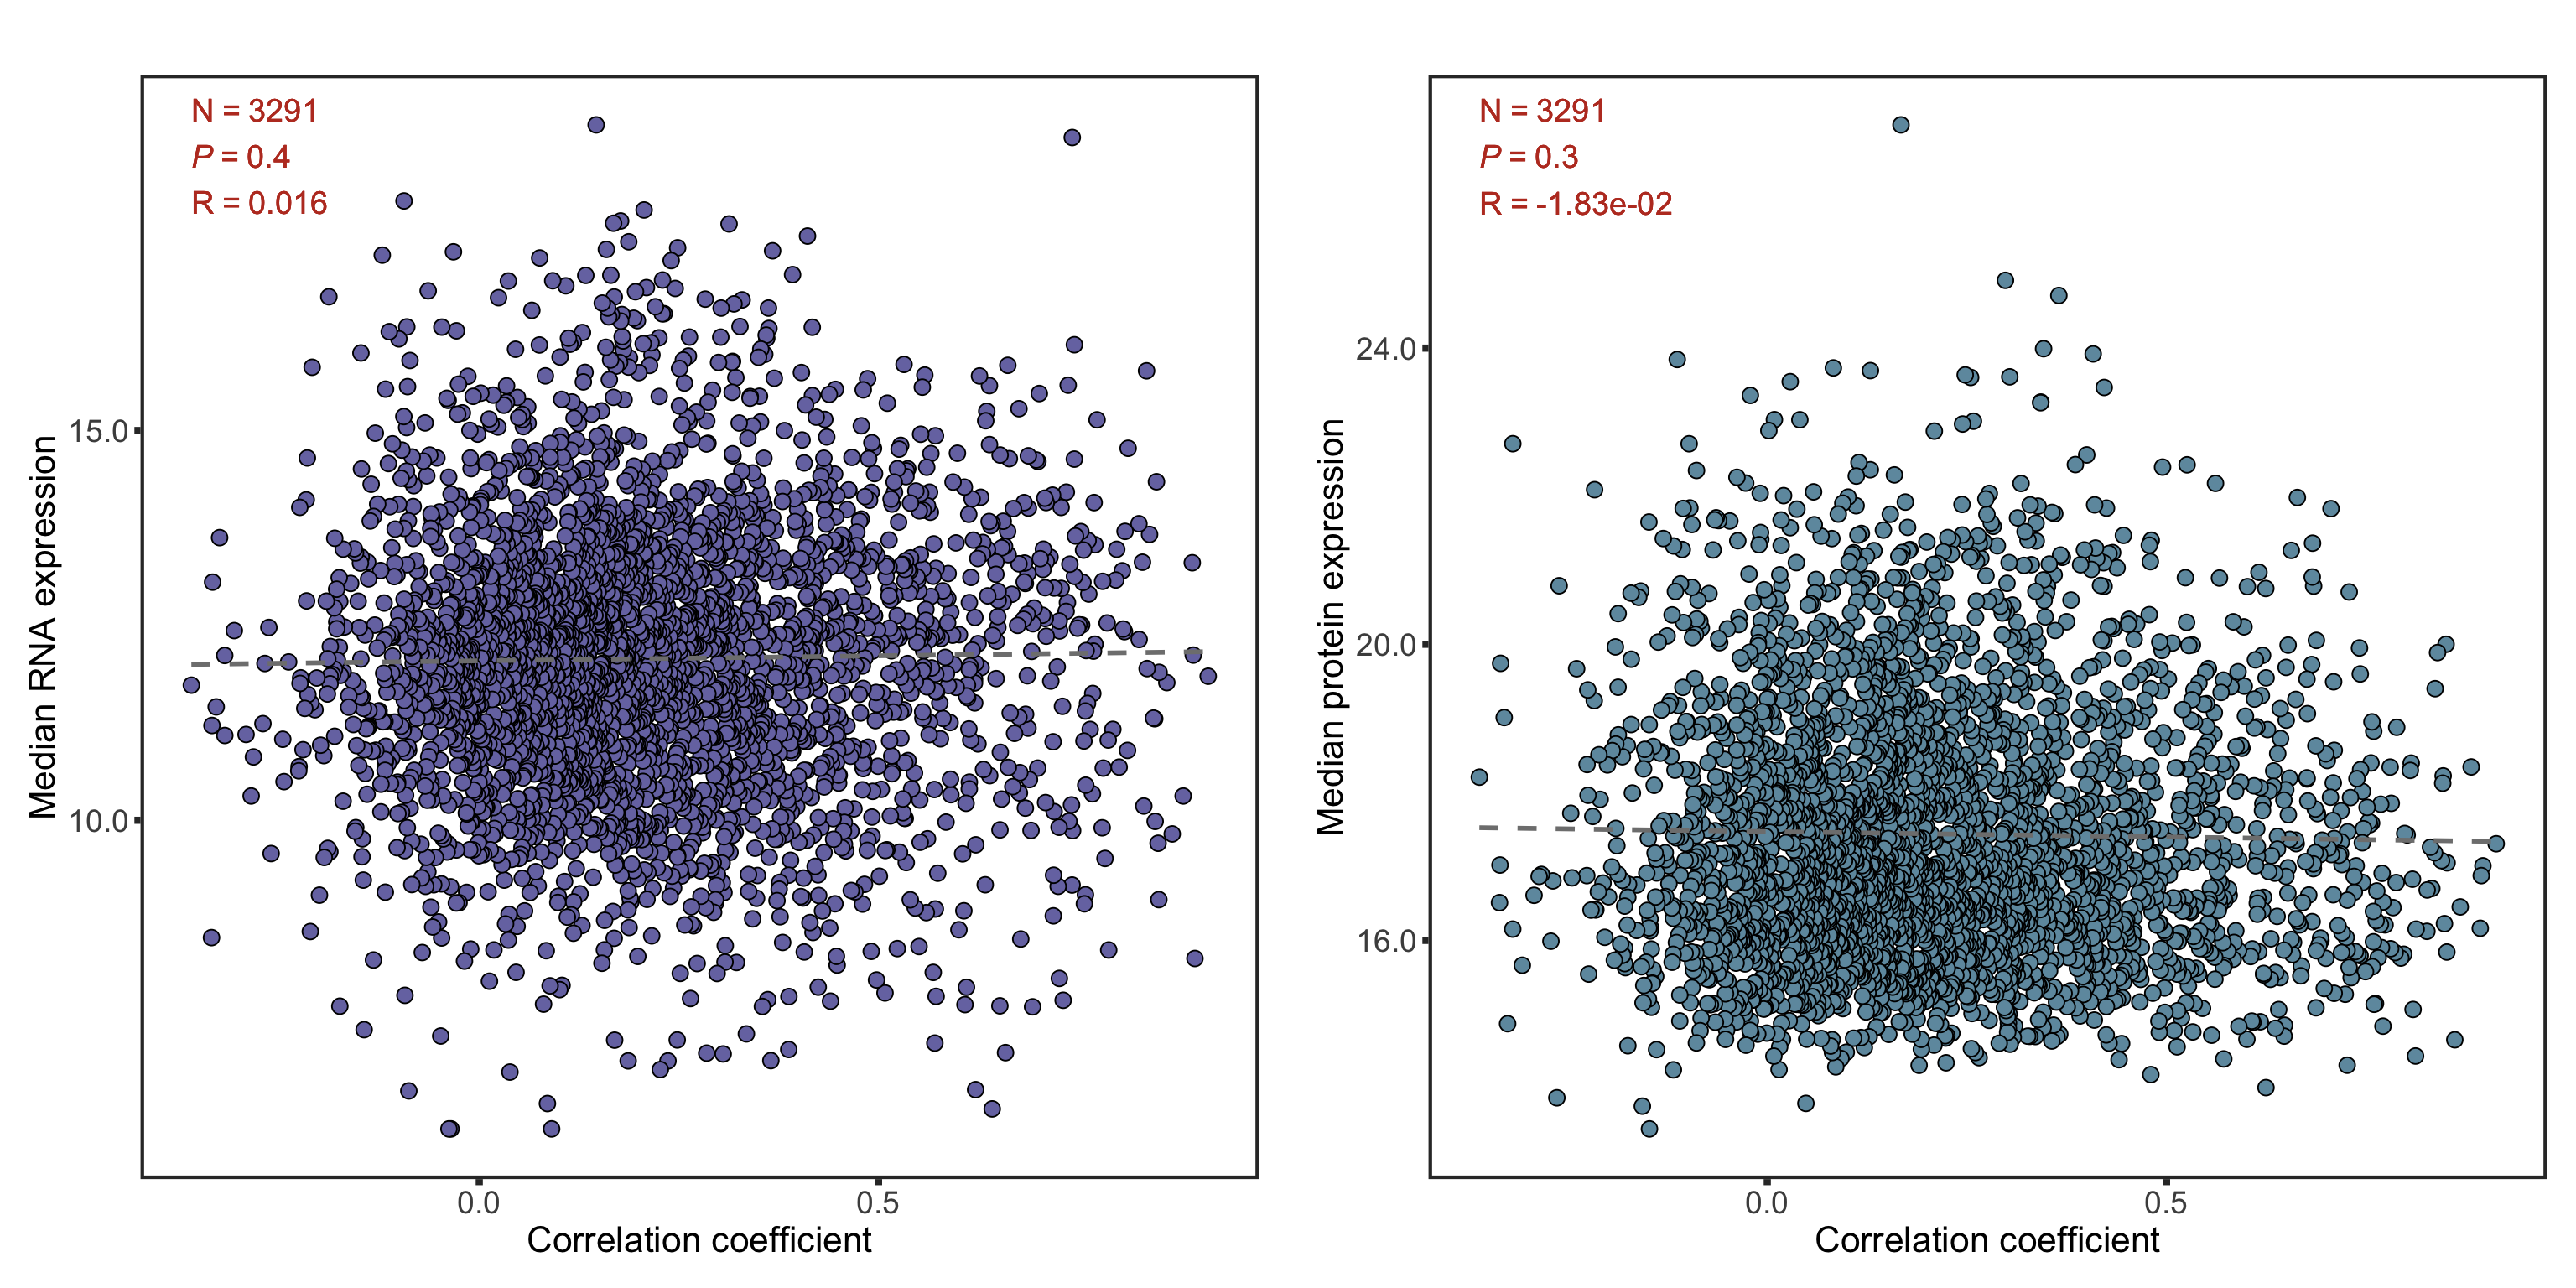 N = 3291
P = 0.4
R = 0.016
15.0
10.0
Median RNA expression
0.0
0.5
Correlation coefficient
N = 3291
P = 0.3
R = -1.83e-02
24.0
20.0
16.0
Median protein expression
0.0
0.5
Correlation coefficient